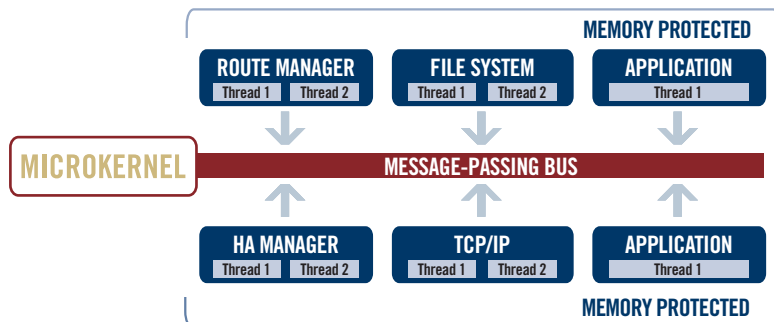 MEMORY PROTECTED
ROUTE MANAGER
Thread 1 Thread 2
FILE SYSTEM
Thread 1 Thread 2
APPLICATION
Thread 1
MICROKERNEL
MESSAGE-PASSING BUS
HA MANAGER
Thread 1 Thread 2
TCP/IP
Thread 1 Thread 2
APPLICATION
Thread 1
MEMORY PROTECTED